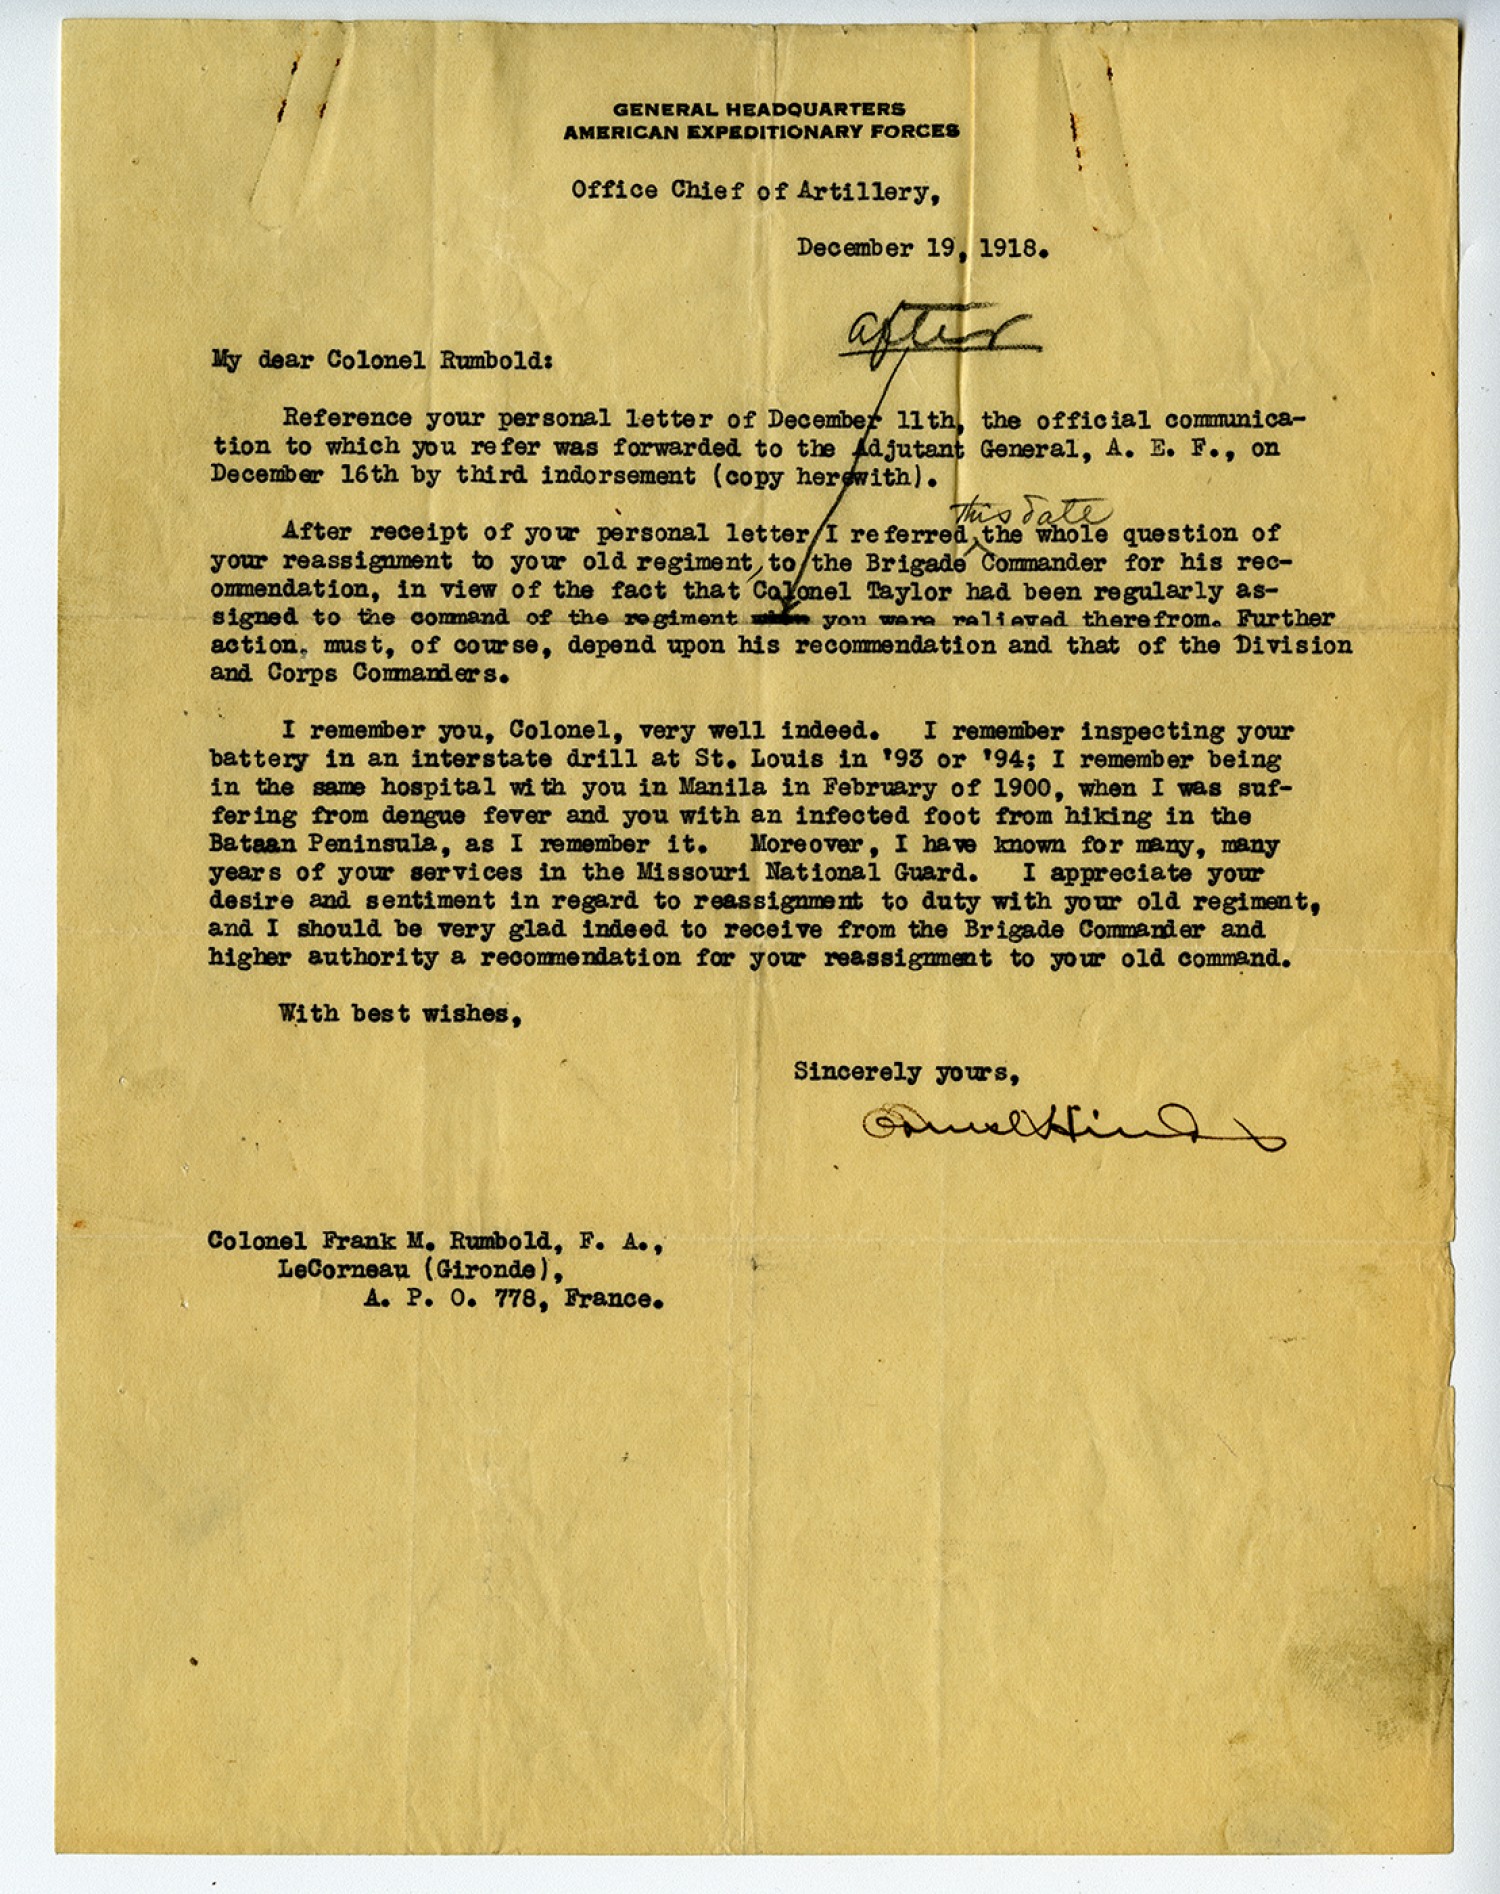 GENERAL HEADQUARTERS
AMERICAN EXPEDITIONARY FORCES
Office Chief of Artillery,
December 19, 1918.
after
My dear Colonel Rumbold:
Reference your personal letter of December 11th, the official communica-
tion to which you refer was forwarded to the Adjutant General, A. E. F., on
December 16th by third indorsement (copy herewith).
this date
After receipt of your personal letter I referred the whole question of
your reassignment to your old regiment, to the Brigade Commander for his rec-
ommendation, in view of the fact that Colonel Taylor had been regularly as-
signed to the command of the regiment you were relieved therefrom. Further
action, must, of course, depend upon his recommendation and that of the Division
and Corps Commanders.
I remember you, Colonel, very well indeed. I remember inspecting your
battery in an interstate drill at St. Louis in '93 or '94; I remember being
in the same hospital with you in Manila in February of 1900, when I was suf-
fering from dengue fever and you with an infected foot from hiking in the
Bataan Peninsula, as I remember it. Moreover, I have known for many, many
years of your services in the Missouri National Guard. I appreciate your
desire and sentiment in regard to reassignment to duty with your old regiment,
and I should be very glad indeed to receive from the Brigade Commander and
higher authority a recommendation for your reassignment to your old command.
With best wishes,
Sincerely yours,
Ernest Hinds
Colonel Frank M. Rumbold, F. A.,
LeCorneau (Gironde),
A. P. O. 778, France.